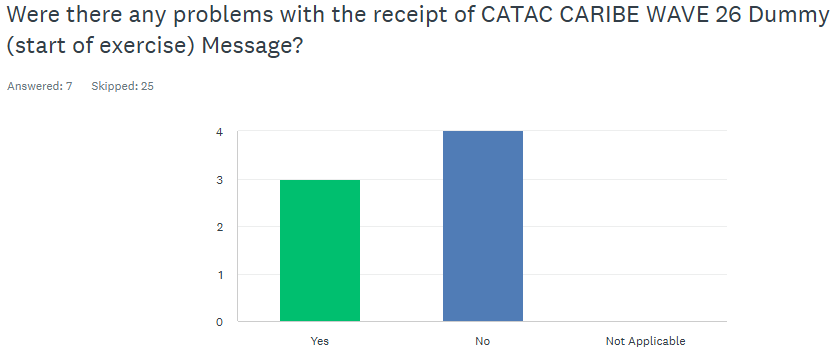 Were there any problems with the receipt of CATAC CARIBE WAVE 26 Dummy
(start of exercise) Message?
Answered: 7 Skipped: 25
4
3
2
1
0
Yes No Not Applicable